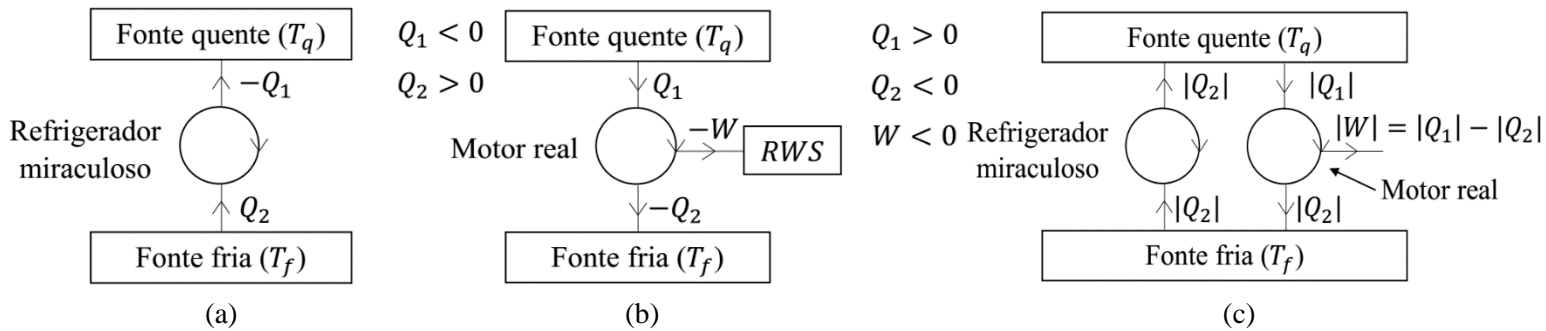 Fonte quente (T_q)
−Q_1
Refrigerador
miraculoso
Q_2
Fonte fria (T_f)
(a)
Q_1 < 0
Q_2 > 0
Fonte quente (T_q)
Q_1
Motor real
−W
RWS
−Q_2
Fonte fria (T_f)
(b)
Q_1 > 0
Q_2 < 0
W < 0
Fonte quente (T_q)
|Q_2|
|Q_1|
Refrigerador
miraculoso
|W| = |Q_1| − |Q_2|
Motor real
|Q_2|
|Q_2|
Fonte fria (T_f)
(c)